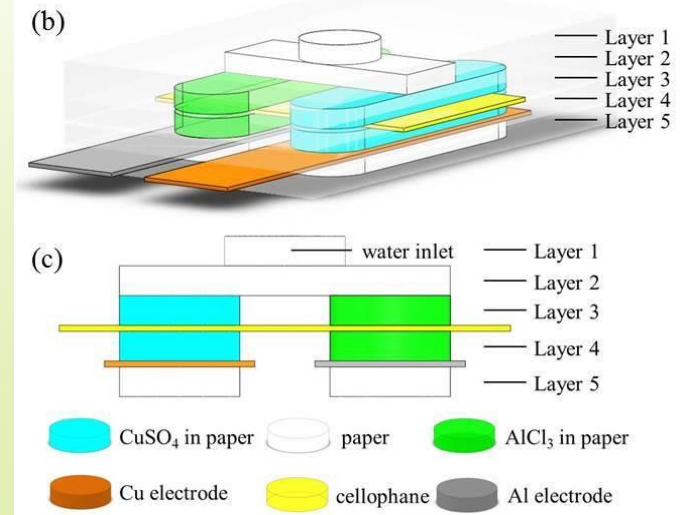 (b)
Layer 1
Layer 2
Layer 3
Layer 4
Layer 5
(c)
water inlet
Layer 1
Layer 2
Layer 3
Layer 4
Layer 5
CuSO₄ in paper
paper
AlCl₃ in paper
Cu electrode
cellophane
Al electrode